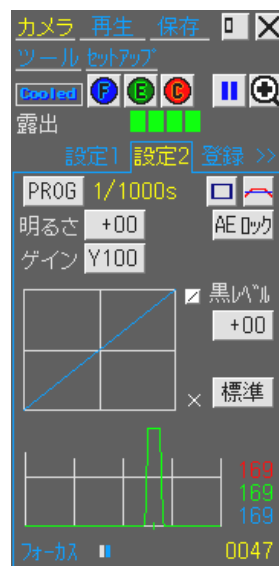 カメラ 再生 保存
ツール セットアップ
Cooled F E C
露出
設定1 設定2 登録 >>
PROG 1/1000s
明るさ +00 AE ロック
ゲイン Y100
黒レベル
+00
標準
169
169
169
フォーカス 0047